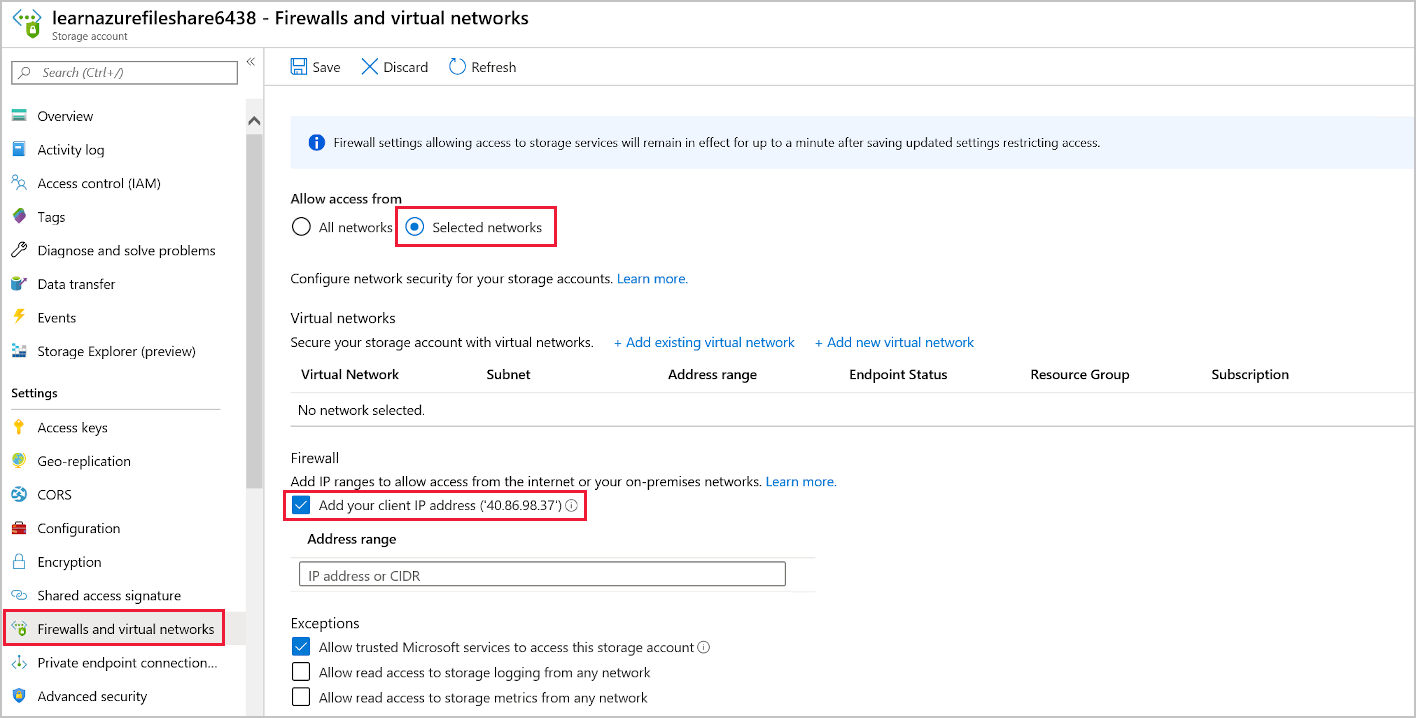 learnazurefileshare6438 - Firewalls and virtual networks
Storage account
Search (Ctrl+/)
«
Overview
Activity log
Access control (IAM)
Tags
Diagnose and solve problems
Data transfer
Events
Storage Explorer (preview)
Settings
Access keys
Geo-replication
CORS
Configuration
Encryption
Shared access signature
Firewalls and virtual networks
Private endpoint connection...
Advanced security
Save Discard Refresh
Firewall settings allowing access to storage services will remain in effect for up to a minute after saving updated settings restricting access.
Allow access from
All networks Selected networks
Configure network security for your storage accounts. Learn more.
Virtual networks
Secure your storage account with virtual networks. + Add existing virtual network + Add new virtual network
Virtual Network Subnet Address range Endpoint Status Resource Group Subscription
No network selected.
Firewall
Add IP ranges to allow access from the internet or your on-premises networks. Learn more.
Add your client IP address ('40.86.98.37')
Address range
IP address or CIDR
Exceptions
Allow trusted Microsoft services to access this storage account
Allow read access to storage logging from any network
Allow read access to storage metrics from any network